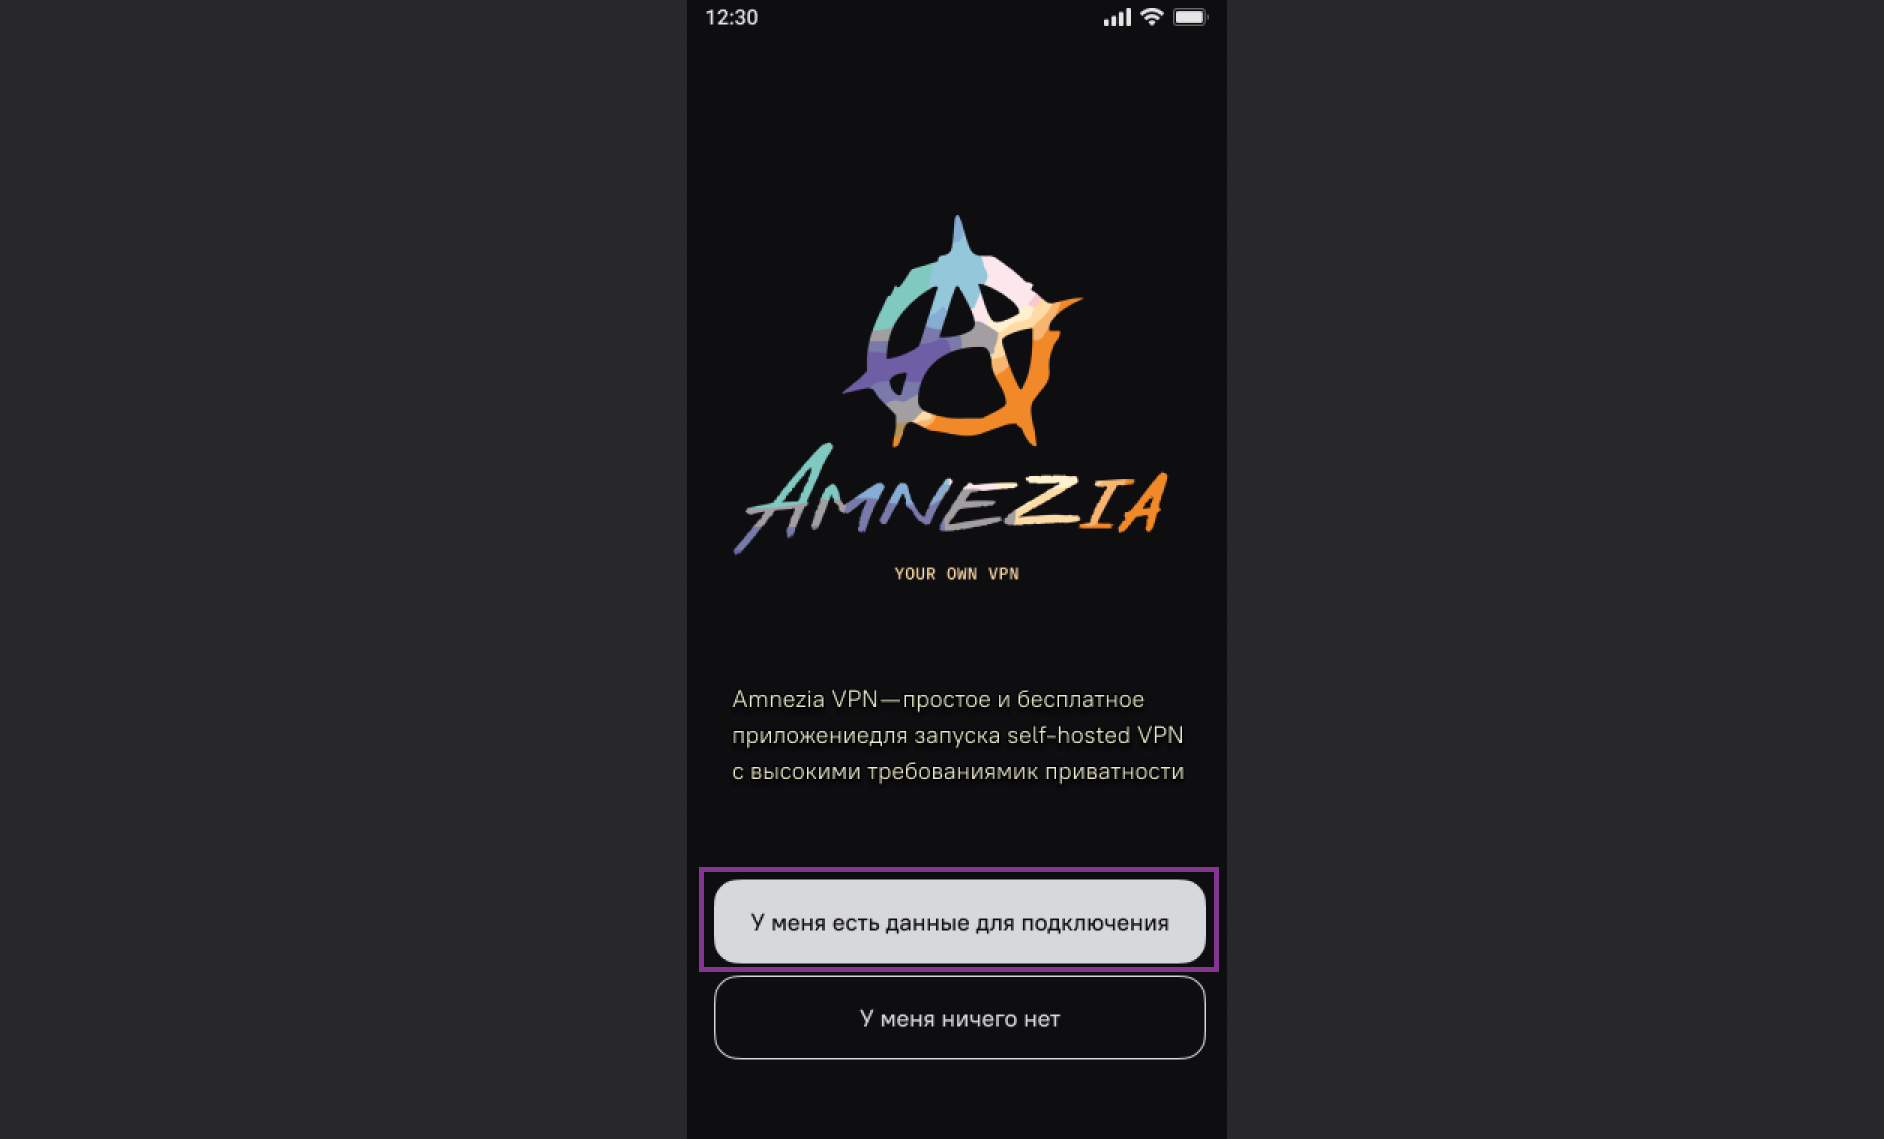 12:30
AMNEZIA
YOUR OWN VPN
Amnezia VPN—простое и бесплатное
приложениедля запуска self-hosted VPN
с высокими требованиямик приватности
У меня есть данные для подключения
У меня ничего нет